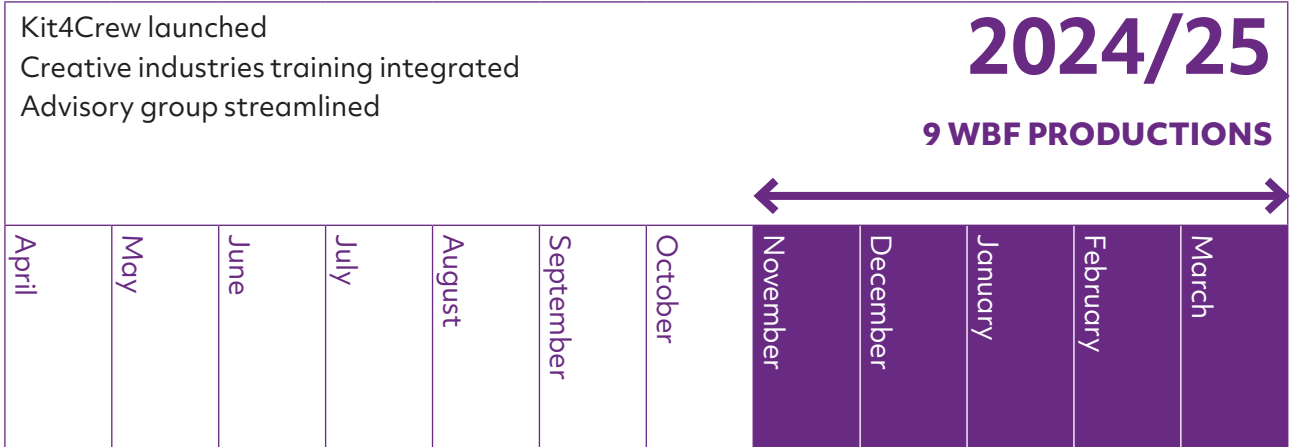 Kit4Crew launched
Creative industries training integrated
Advisory group streamlined
2024/25
9 WBF PRODUCTIONS
April
May
June
July
August
September
October
November
December
January
February
March